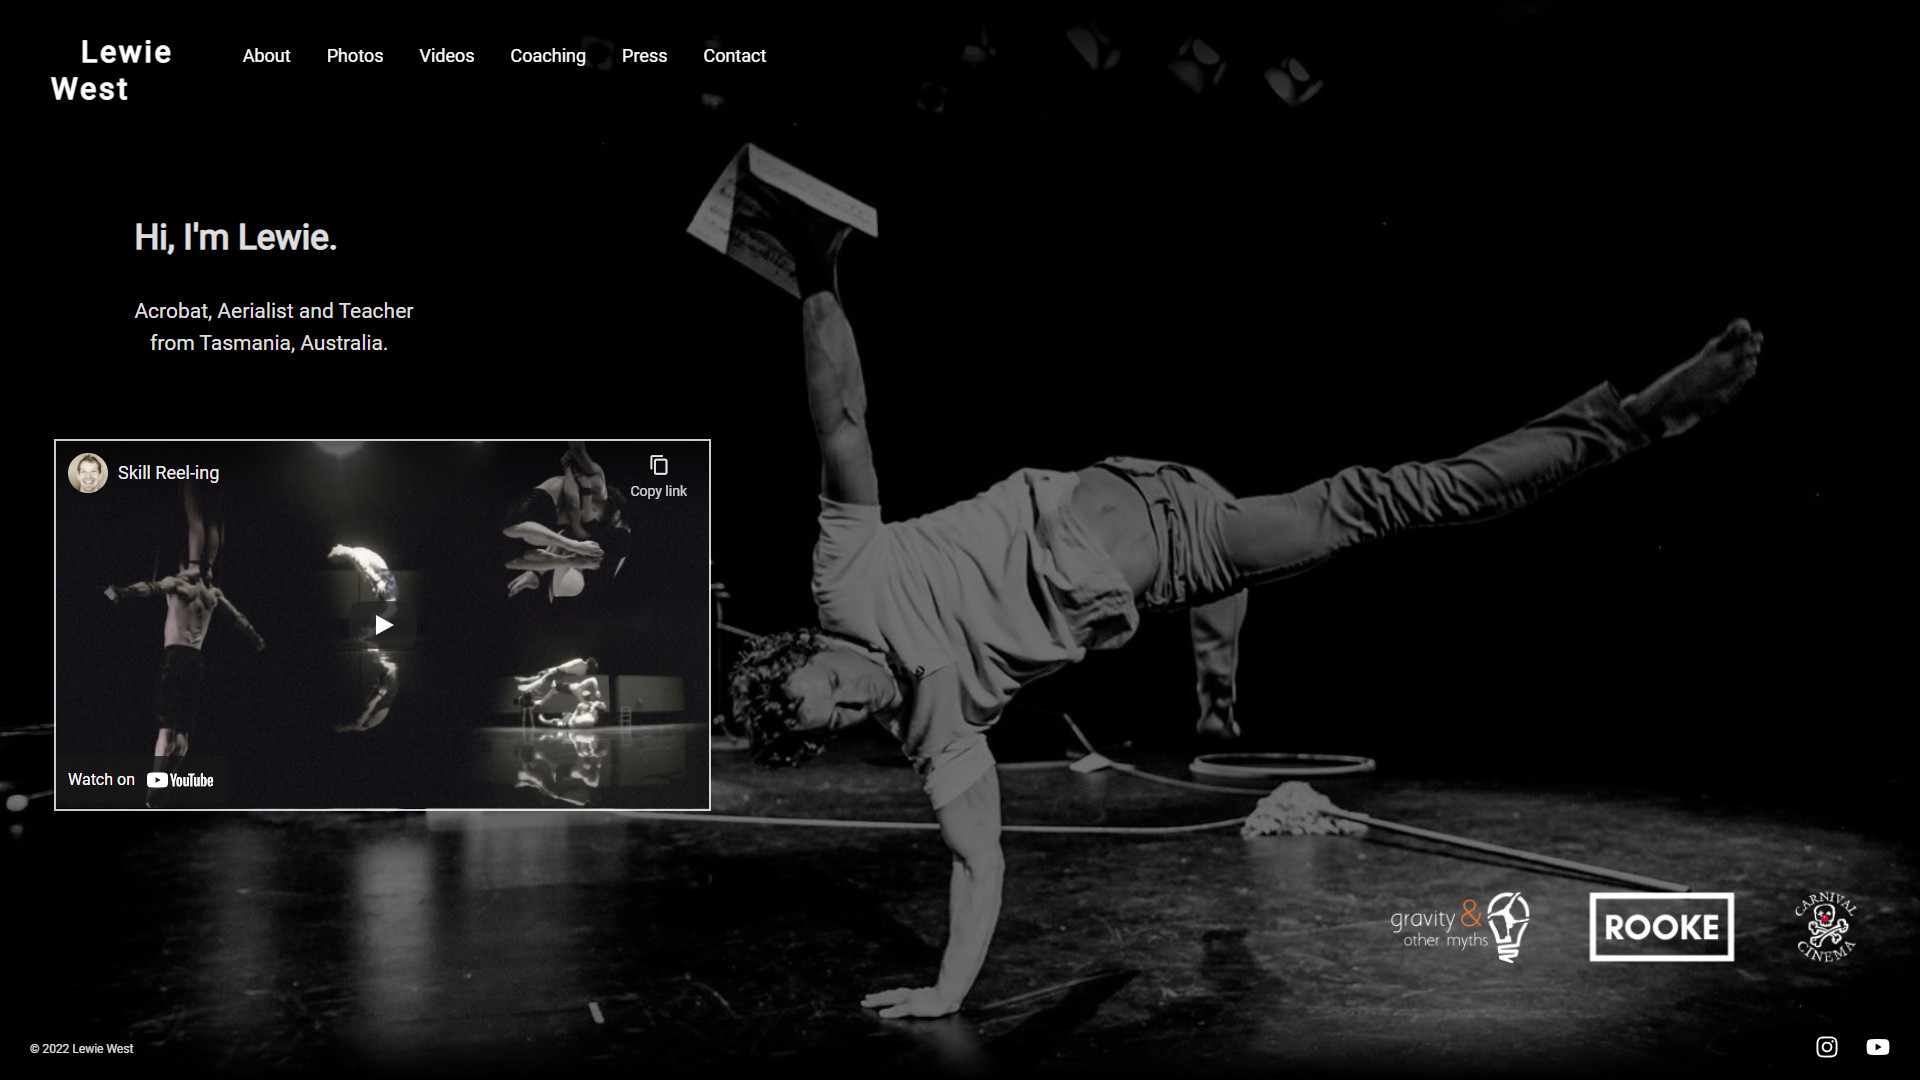 Lewie
West
About
Photos
Videos
Coaching
Press
Contact
Hi, I'm Lewie.
Acrobat, Aerialist and Teacher
from Tasmania, Australia.
Skill Reel-ing
Copy link
Watch on YouTube
gravity &
other myths
ROOKE
CARNIVAL
CINEMA
© 2022 Lewie West